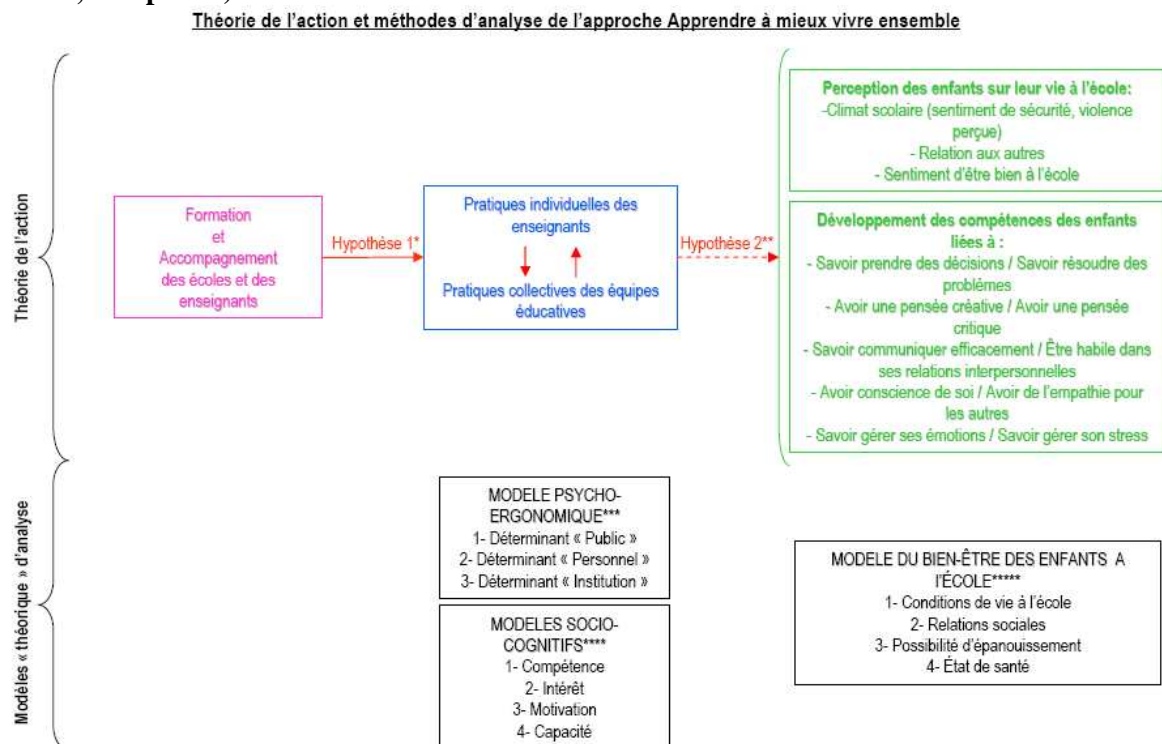 Théorie de l'action et méthodes d'analyse de l'approche Apprendre à mieux vivre ensemble
Théorie de l'action
Formation
et
Accompagnement
des écoles et des
enseignants
Hypothèse 1*
Pratiques individuelles des
enseignants
Pratiques collectives des équipes
éducatives
Hypothèse 2**
Perception des enfants sur leur vie à l'école:
-Climat scolaire (sentiment de sécurité, violence
perçue)
- Relation aux autres
- Sentiment d'être bien à l'école
Développement des compétences des enfants
liées à :
- Savoir prendre des décisions / Savoir résoudre des
problèmes
- Avoir une pensée créative / Avoir une pensée
critique
- Savoir communiquer efficacement / Être habile dans
ses relations interpersonnelles
- Avoir conscience de soi / Avoir de l'empathie pour
les autres
- Savoir gérer ses émotions / Savoir gérer son stress
Modèles « théorique » d'analyse
MODELE PSYCHO-
ERGONOMIQUE***
1- Déterminant « Public »
2- Déterminant « Personnel »
3- Déterminant « Institution »
MODELES SOCIO-
COGNITIFS****
1- Compétence
2- Intérêt
3- Motivation
4- Capacité
MODELE DU BIEN-ÊTRE DES ENFANTS A
l'ÉCOLE*****
1- Conditions de vie à l'école
2- Relations sociales
3- Possibilité d'épanouissement
4- État de santé